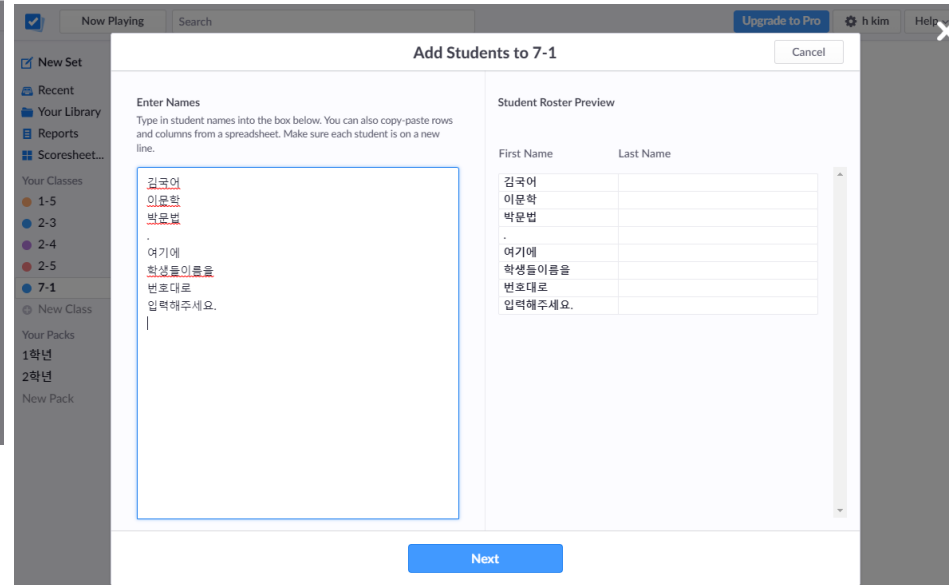 Now Playing
Search
Upgrade to Pro
h kim
Help
New Set
Recent
Your Library
Reports
Scoresheet...
Your Classes
1-5
2-3
2-4
2-5
7-1
New Class
Your Packs
1학년
2학년
New Pack
Add Students to 7-1
Cancel
Enter Names
Type in student names into the box below. You can also copy-paste rows
and columns from a spreadsheet. Make sure each student is on a new
line.
김국어
이문학
박문법
.
여기에
학생들이름을
번호대로
입력해주세요.
Student Roster Preview
First Name Last Name
김국어
이문학
박문법
.
여기에
학생들이름을
번호대로
입력해주세요.
Next